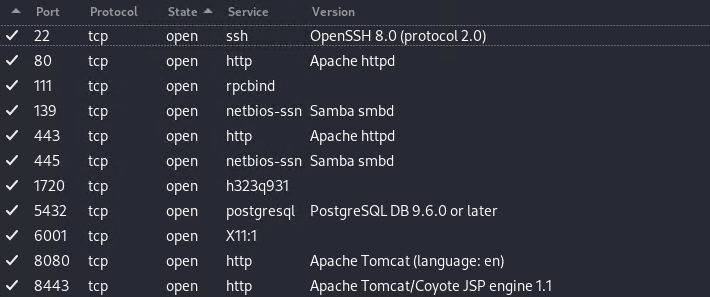 Port Protocol State Service Version
22 tcp open ssh OpenSSH 8.0 (protocol 2.0)
80 tcp open http Apache httpd
111 tcp open rpcbind
139 tcp open netbios-ssn Samba smbd
443 tcp open http Apache httpd
445 tcp open netbios-ssn Samba smbd
1720 tcp open h323q931
5432 tcp open postgresql PostgreSQL DB 9.6.0 or later
6001 tcp open X11:1
8080 tcp open http Apache Tomcat (language: en)
8443 tcp open http Apache Tomcat/Coyote JSP engine 1.1